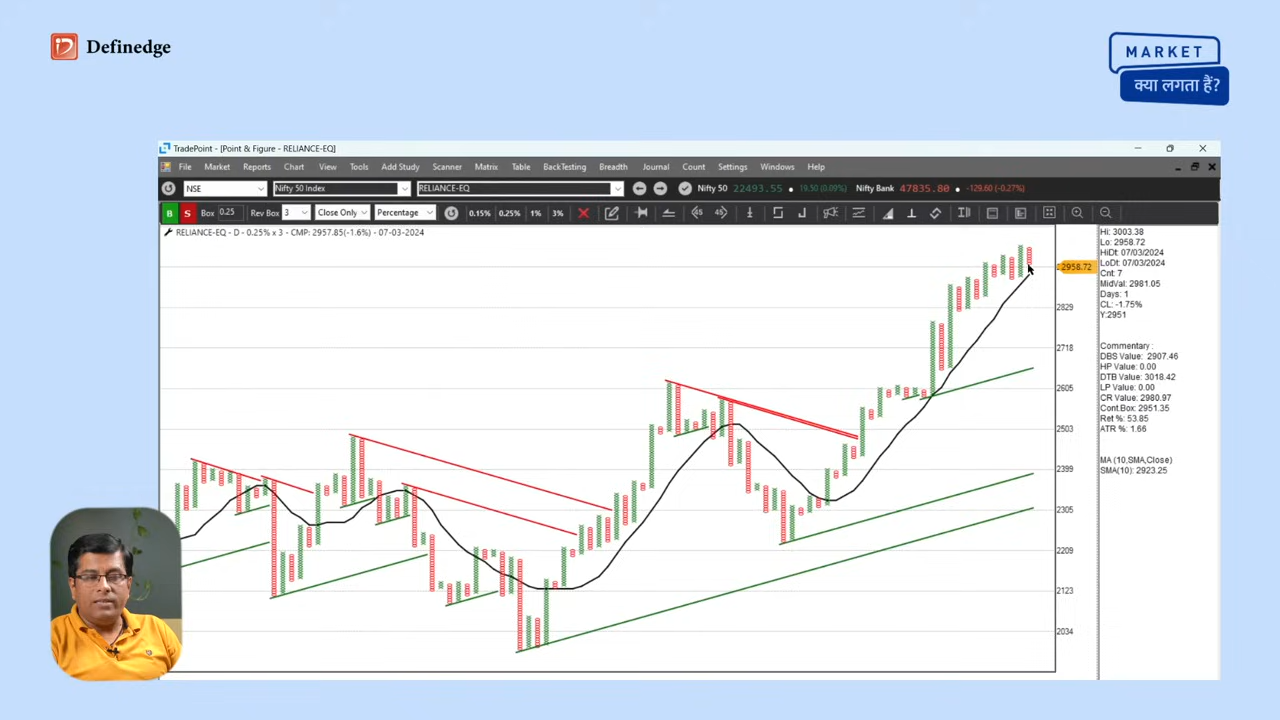 Definedge
MARKET
क्या लगता हैं?
TradePoint - [Point & Figure - RELIANCE-EQ]
File Market Reports Chart View Tools Add Study Scanner Matrix Table BackTesting Breadth Journal Count Settings Windows Help
NSE Nifty 50 Index RELIANCE-EQ Nifty 50 22493.55 19.50 (0.09%) Nifty Bank 47835.80 -129.60 (-0.27%)
B S Box 0.25 Rev Box 3 Close Only Percentage 0.15% 0.25% 1% 3% 45 45
RELIANCE-EQ - D - 0.25% x 3 - CMP: 2957.85(-1.6%) - 07-03-2024
2958.72
2829
2718
2605
2503
2399
2305
2209
2123
2034
Hi: 3003.38
Lo: 2958.72
HiDt: 07/03/2024
LoDt: 07/03/2024
Cnt: 7
MidVal: 2981.05
Days: 1
CL: -1.75%
Y:2951
Commentary :
DBS Value: 2907.46
HP Value: 0.00
DTB Value: 3018.42
LP Value: 0.00
CR Value: 2980.97
Cont.Box: 2951.35
Ret %: 53.85
ATR %: 1.66
MA (10,SMA,Close)
SMA(10): 2923.25